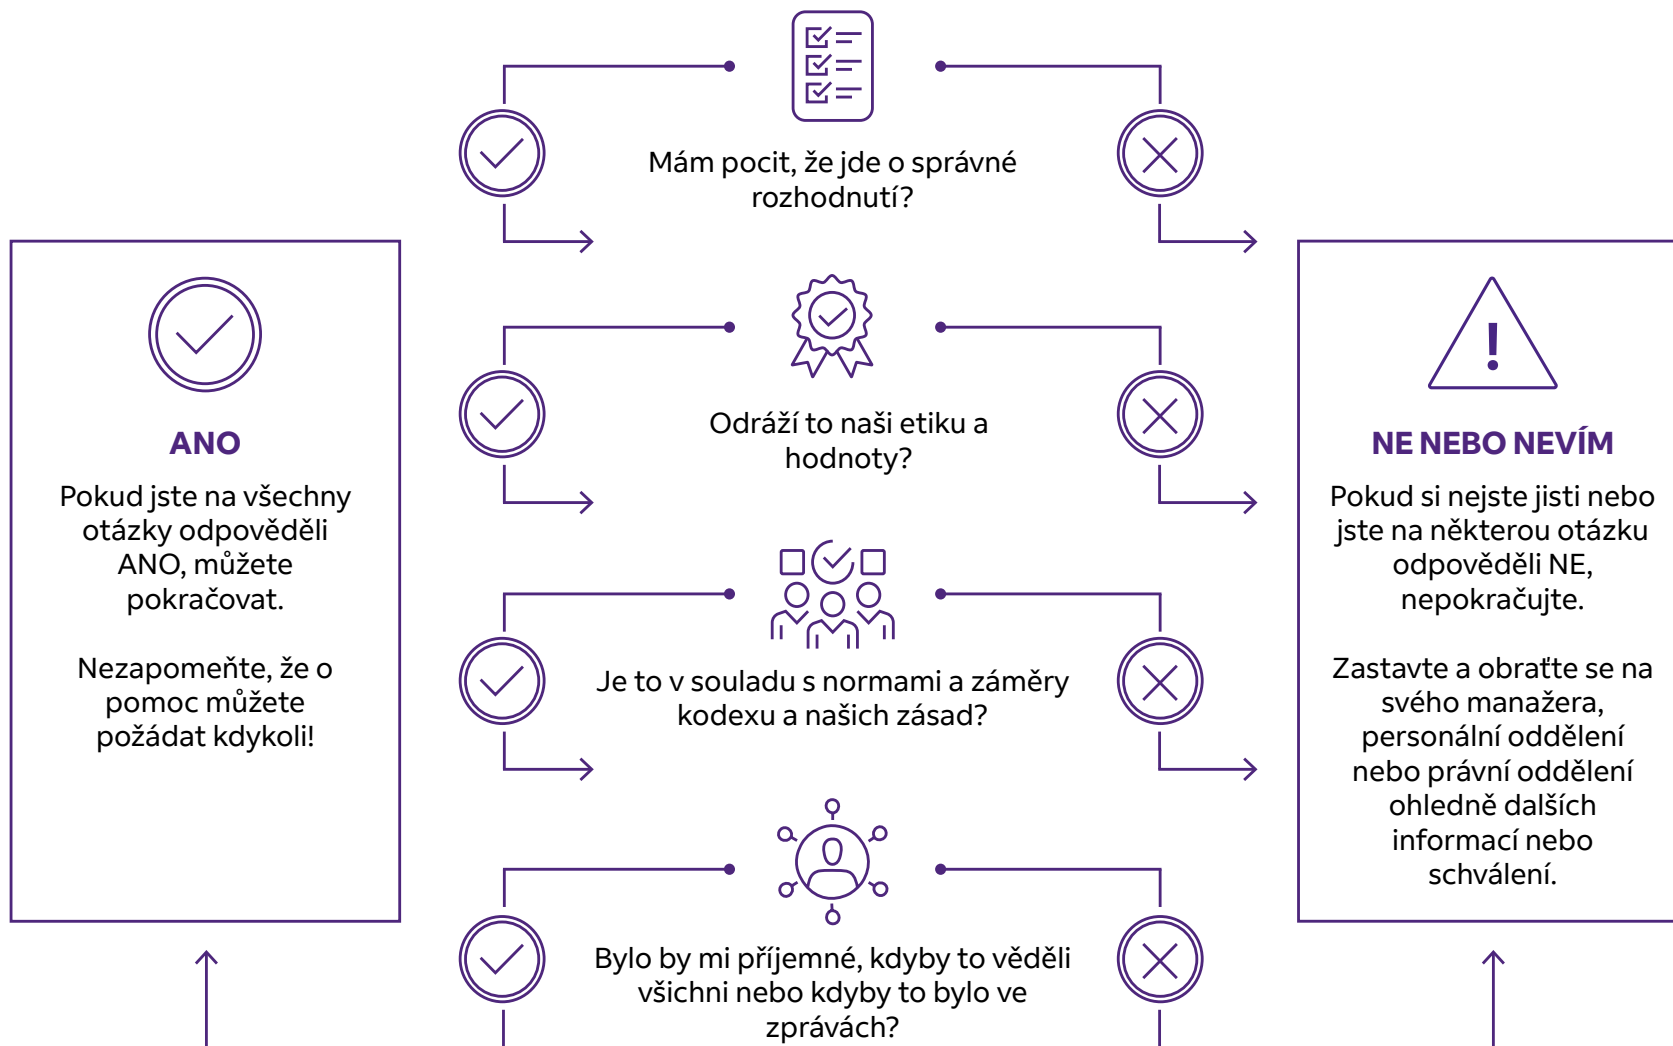 Mám pocit, že jde o správné
rozhodnutí?
ANO
Pokud jste na všechny
otázky odpověděli
ANO, můžete
pokračovat.
Nezapomeňte, že o
pomoc můžete
požádat kdykoli!
Odráží to naši etiku a
hodnoty?
Je to v souladu s normami a záměry
kodexu a našich zásad?
Bylo by mi příjemné, kdyby to věděli
všichni nebo kdyby to bylo ve
zprávách?
NE NEBO NEVÍM
Pokud si nejste jisti nebo
jste na některou otázku
odpověděli NE,
nepokračujte.
Zastavte a obraťte se na
svého manažera,
personální oddělení
nebo právní oddělení
ohledně dalších
informací nebo
schválení.